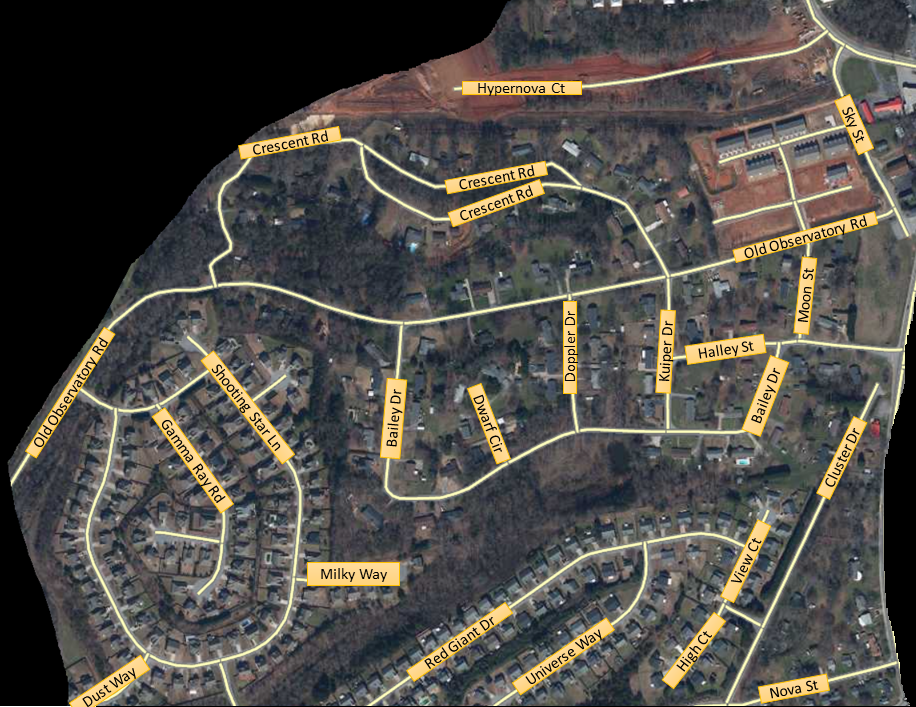 Hypernova Ct
Sky St
Crescent Rd
Crescent Rd
Crescent Rd
Old Observatory Rd
Moon St
Doppler Dr
Kuiper Dr
Halley St
Old Observatory Rd
Shooting Star Ln
Bailey Dr
Dwarf Cir
Bailey Dr
Gamma Ray Rd
Cluster Dr
View Ct
Milky Way
Red Giant Dr
Universe Way
High Ct
Dust Way
Nova St